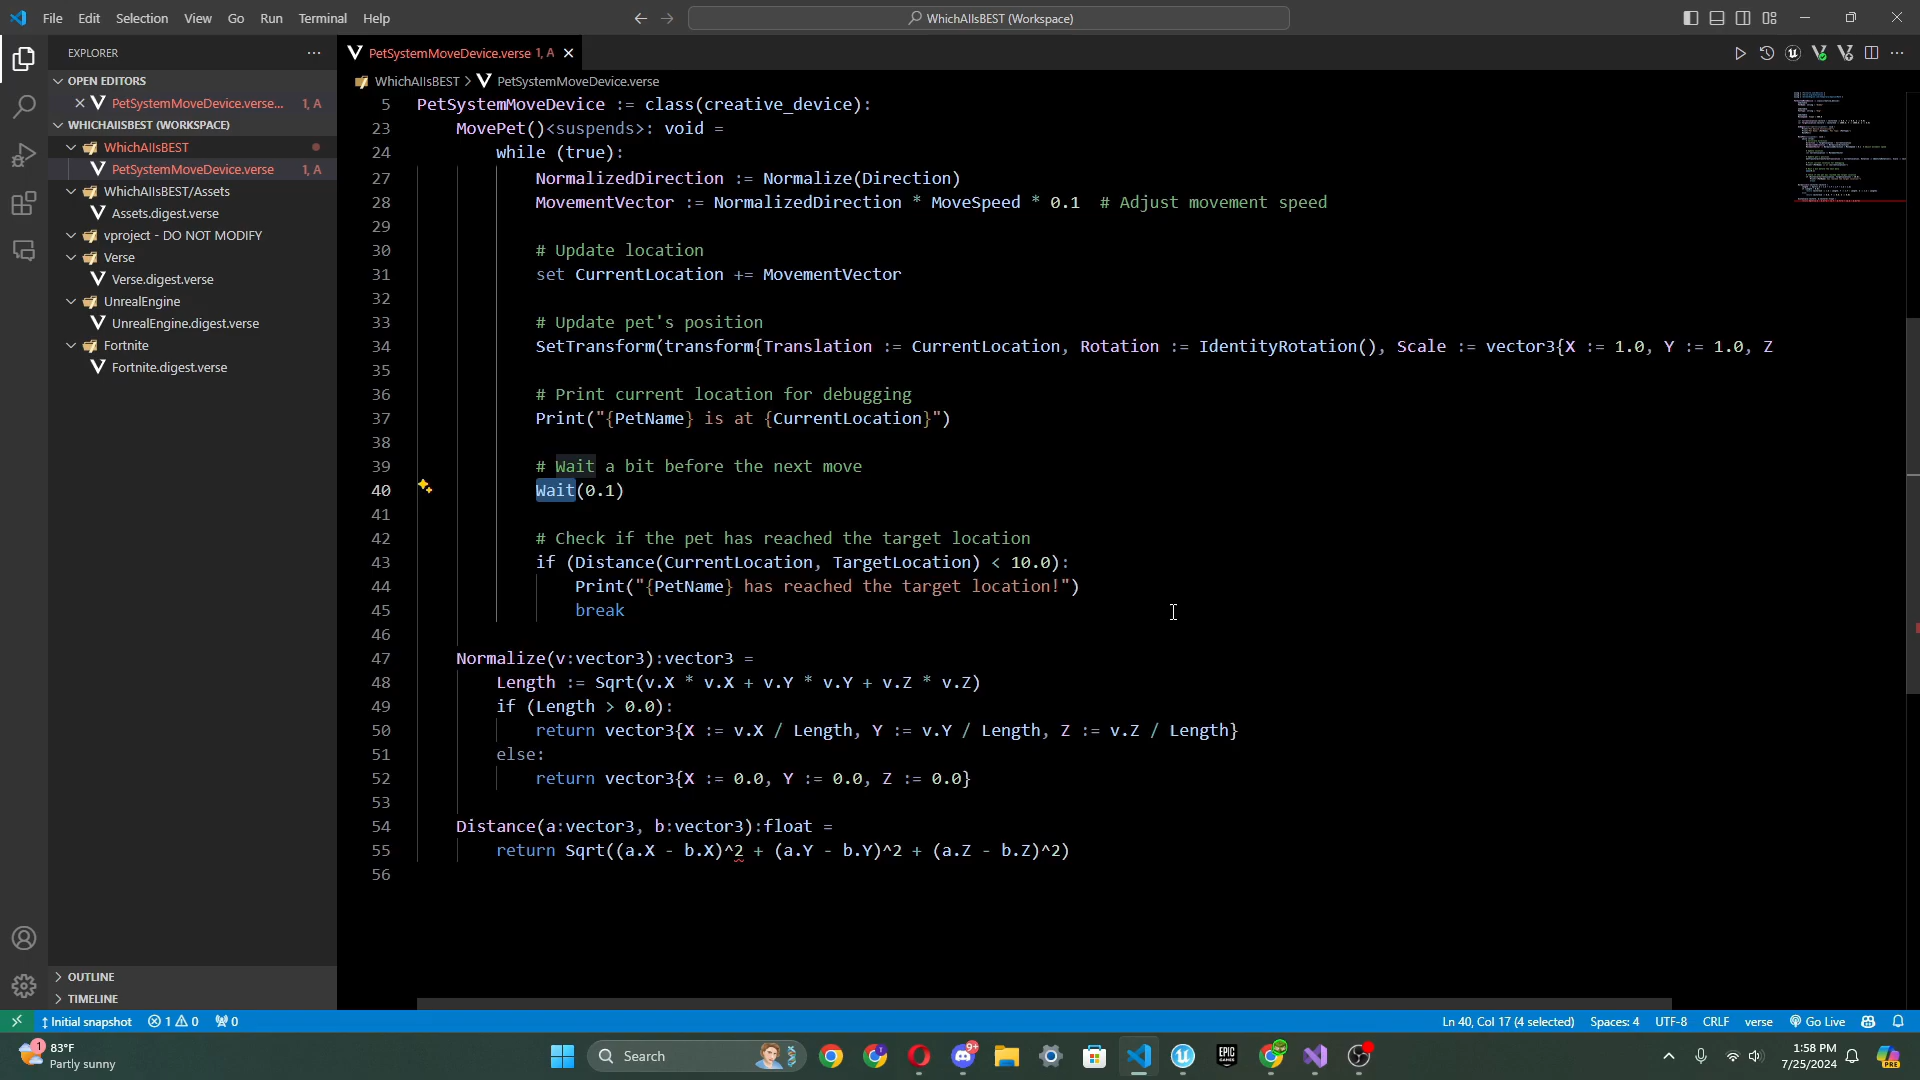 File Edit Selection View Go Run Terminal Help
WhichAIIsBEST (Workspace)
EXPLORER
PetSystemMoveDevice.verse 1, A
OPEN EDITORS
WhichAIIsBEST > PetSystemMoveDevice.verse
PetSystemMoveDevice.verse... 1, A
WHICHAIISBEST (WORKSPACE)
WhichAIIsBEST
PetSystemMoveDevice.verse 1, A
WhichAIIsBEST/Assets
Assets.digest.verse
vproject - DO NOT MODIFY
Verse
Verse.digest.verse
UnrealEngine
UnrealEngine.digest.verse
Fortnite
Fortnite.digest.verse
OUTLINE
TIMELINE
5 PetSystemMoveDevice := class(creative_device):
23 MovePet()<suspends>: void =
24 while (true):
27 NormalizedDirection := Normalize(Direction)
28 MovementVector := NormalizedDirection * MoveSpeed * 0.1 # Adjust movement speed
29
30 # Update location
31 set CurrentLocation += MovementVector
32
33 # Update pet's position
34 SetTransform(transform{Translation := CurrentLocation, Rotation := IdentityRotation(), Scale := vector3{X := 1.0, Y := 1.0, Z
35
36 # Print current location for debugging
37 Print("{PetName} is at {CurrentLocation}")
38
39 # Wait a bit before the next move
40 Wait(0.1)
41
42 # Check if the pet has reached the target location
43 if (Distance(CurrentLocation, TargetLocation) < 10.0):
44 Print("{PetName} has reached the target location!")
45 break
46
47 Normalize(v:vector3):vector3 =
48 Length := Sqrt(v.X * v.X + v.Y * v.Y + v.Z * v.Z)
49 if (Length > 0.0):
50 return vector3{X := v.X / Length, Y := v.Y / Length, Z := v.Z / Length}
51 else:
52 return vector3{X := 0.0, Y := 0.0, Z := 0.0}
53
54 Distance(a:vector3, b:vector3):float =
55 return Sqrt((a.X - b.X)^2 + (a.Y - b.Y)^2 + (a.Z - b.Z)^2)
56
Initial snapshot 1 0 0
Ln 40, Col 17 (4 selected) Spaces: 4 UTF-8 CRLF verse Go Live
1 83°F
Partly sunny
Search
9+
EPIC GAMES
1:58 PM
7/25/2024
PRE